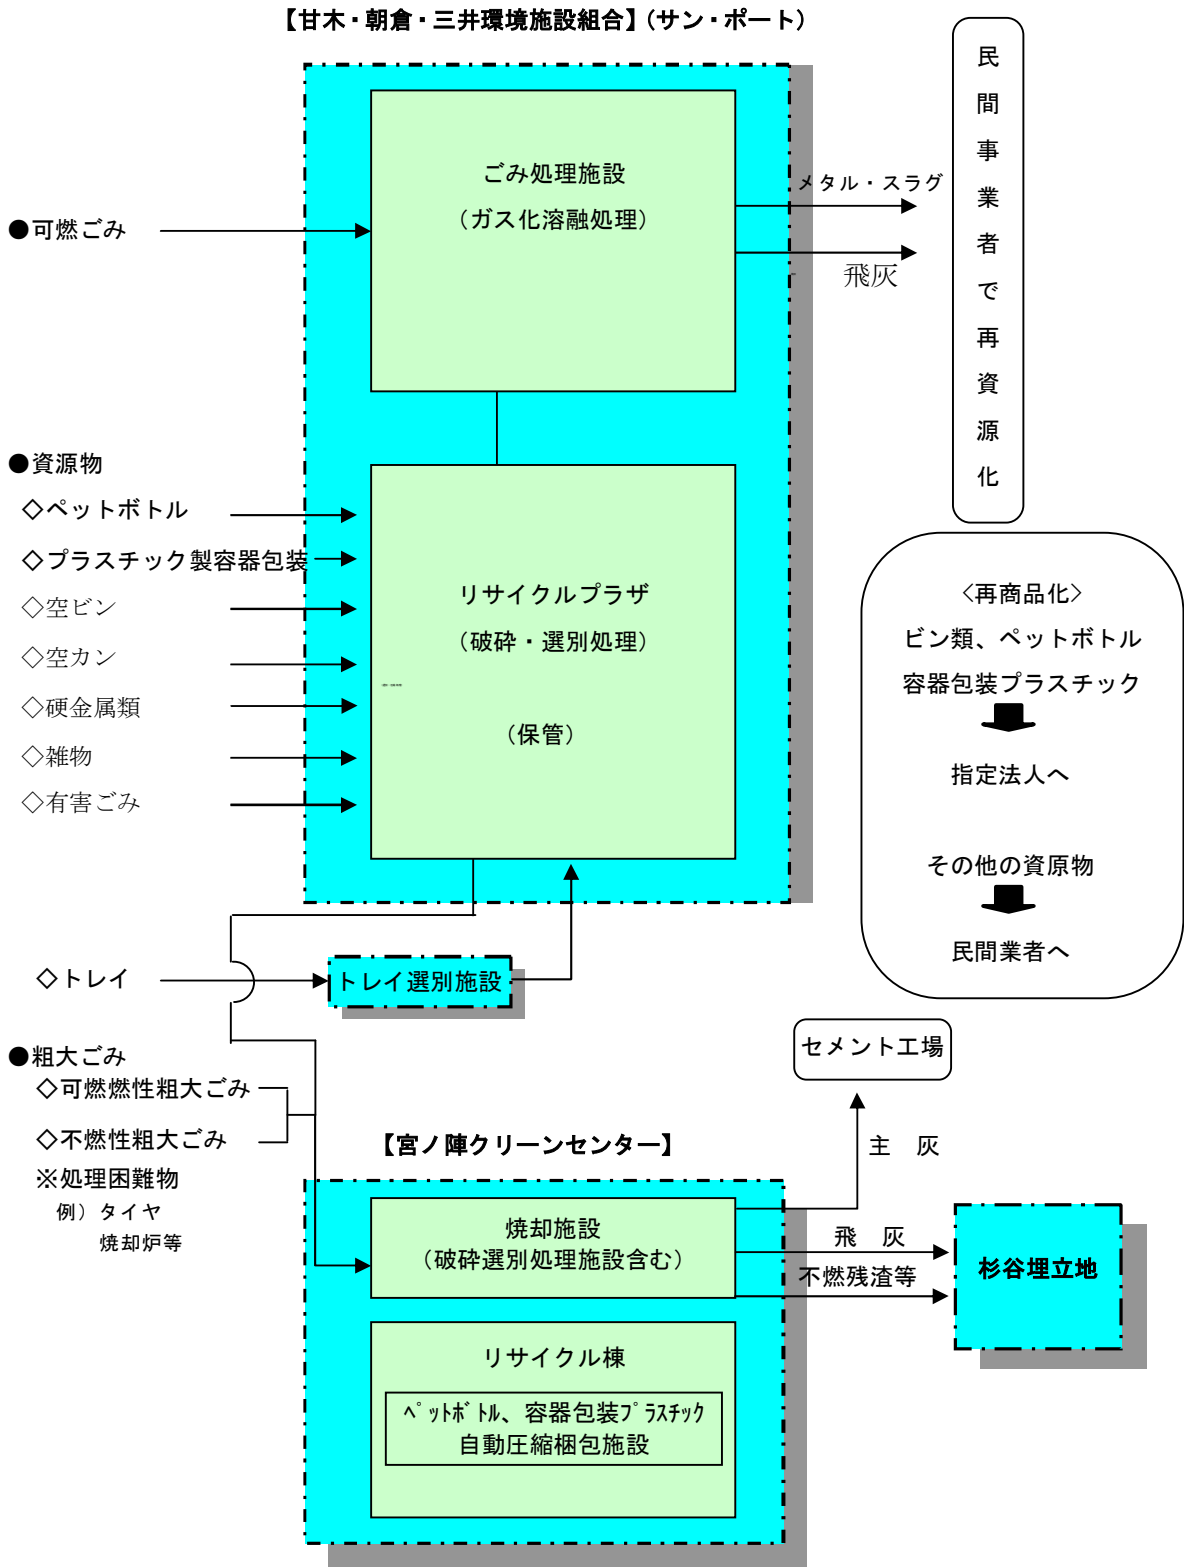 【甘木・朝倉・三井環境施設組合】（サン・ポート）
ごみ処理施設
（ガス化溶融処理）
●可燃ごみ
メタル・スラグ
飛灰
民間事業者で再資源化
●資源物
◇ペットボトル
◇プラスチック製容器包装
◇空ビン
◇空カン
◇硬金属類
◇雑物
◇有害ごみ
リサイクルプラザ
（破砕・選別処理）
（保管）
〈再商品化〉
ビン類、ペットボトル
容器包装プラスチック
指定法人へ
その他の資原物
民間業者へ
◇トレイ
トレイ選別施設
●粗大ごみ
◇可燃燃性粗大ごみ
◇不燃性粗大ごみ
※処理困難物
例）タイヤ
焼却炉等
セメント工場
主　灰
【宮ノ陣クリーンセンター】
焼却施設
（破砕選別処理施設含む）
飛　灰
不燃残渣等
杉谷埋立地
リサイクル棟
ﾍﾟｯﾄﾎﾞﾄﾙ、容器包装ﾌﾟﾗｽﾁｯｸ
自動圧縮梱包施設